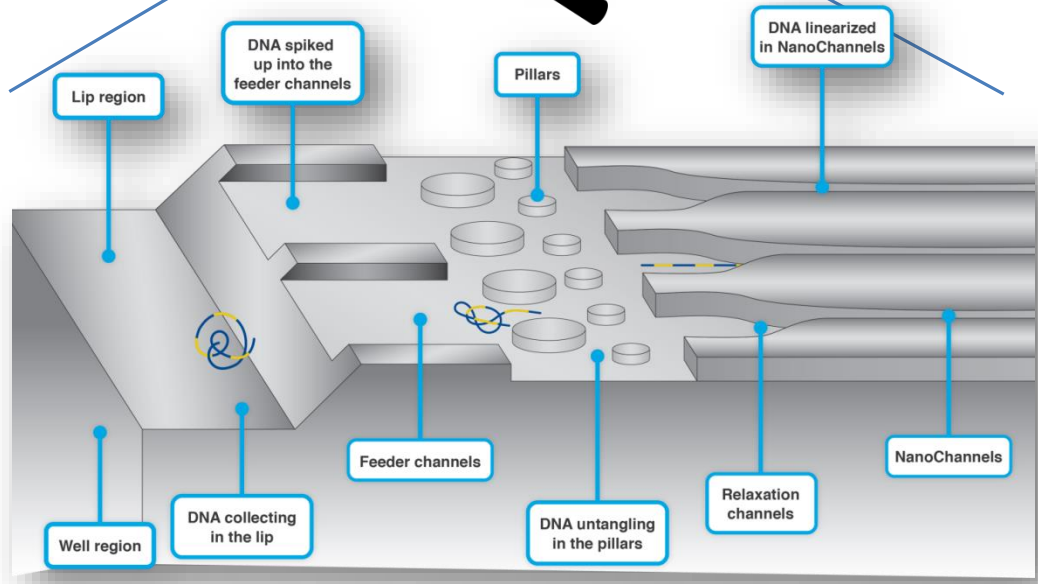 DNA spiked
up into the
feeder channels
DNA linearized
in NanoChannels
Pillars
Lip region
Feeder channels
NanoChannels
Relaxation
channels
DNA collecting
in the lip
DNA untangling
in the pillars
Well region